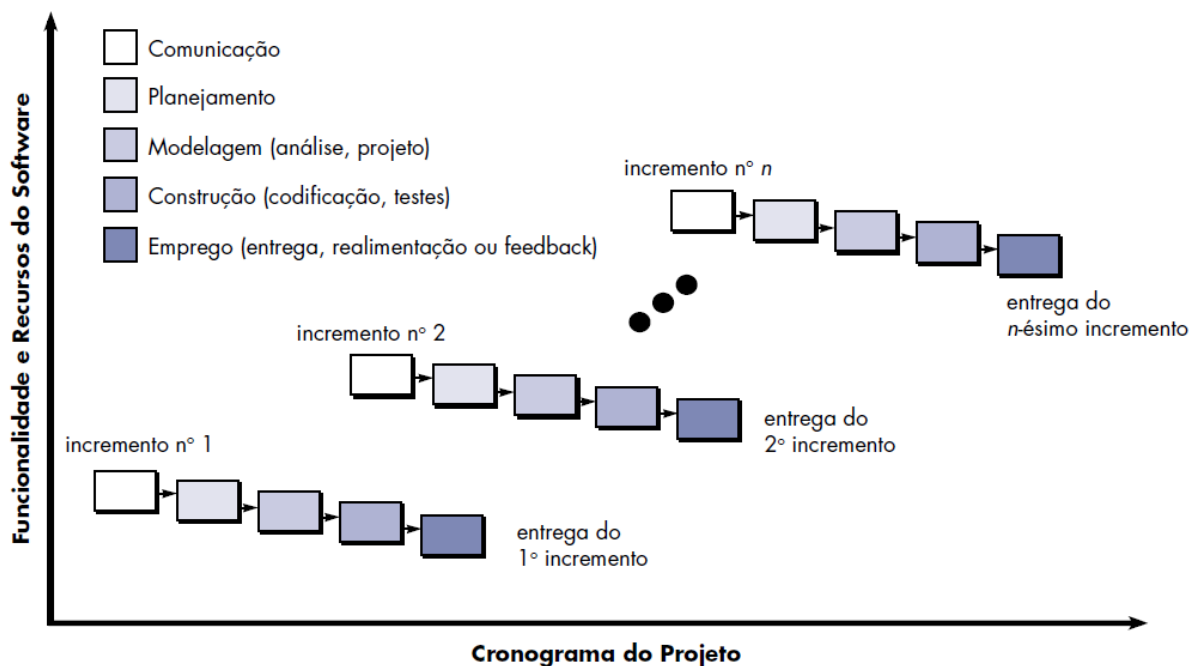 Funcionalidade e Recursos do Software
Comunicação
Planejamento
Modelagem (análise, projeto)
Construção (codificação, testes)
Emprego (entrega, realimentação ou feedback)
incremento n° n
entrega do
n-ésimo incremento
incremento n° 2
entrega do
2° incremento
incremento n° 1
entrega do
1° incremento
Cronograma do Projeto